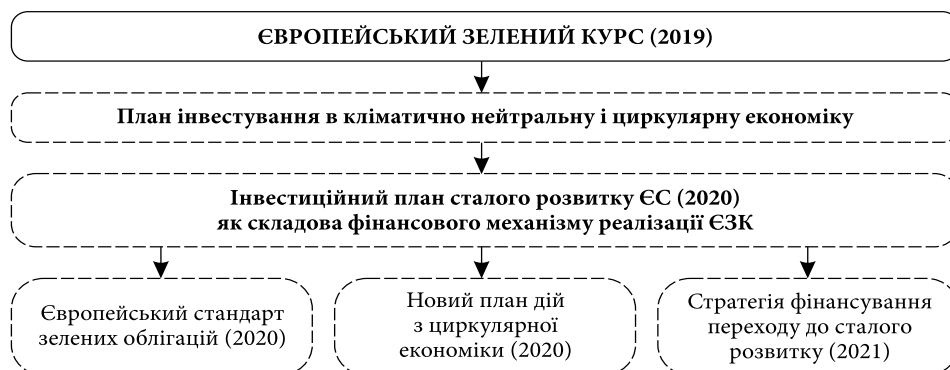 ЄВРОПЕЙСЬКИЙ ЗЕЛЕНИЙ КУРС (2019)
План інвестування в кліматично нейтральну і циркулярну економіку
Інвестиційний план сталого розвитку ЄС (2020)
як складова фінансового механізму реалізації ЄЗК
Європейський стандарт
зелених облігацій (2020)
Новий план дій
з циркулярної
економіки (2020)
Стратегія фінансування
переходу до сталого
розвитку (2021)